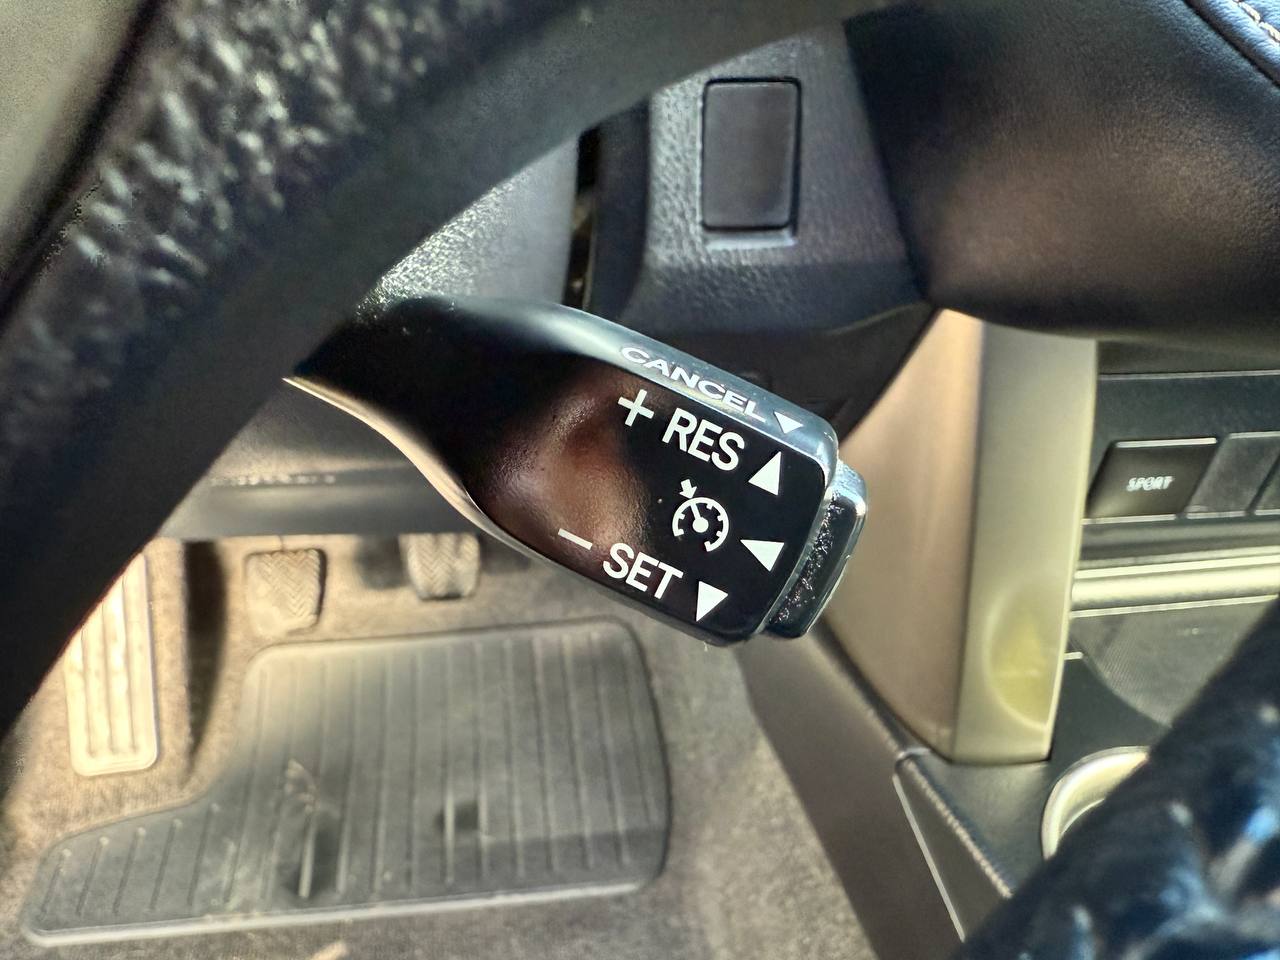 CANCEL ▼
+ RES ▲
◀
− SET ▼
SPORT